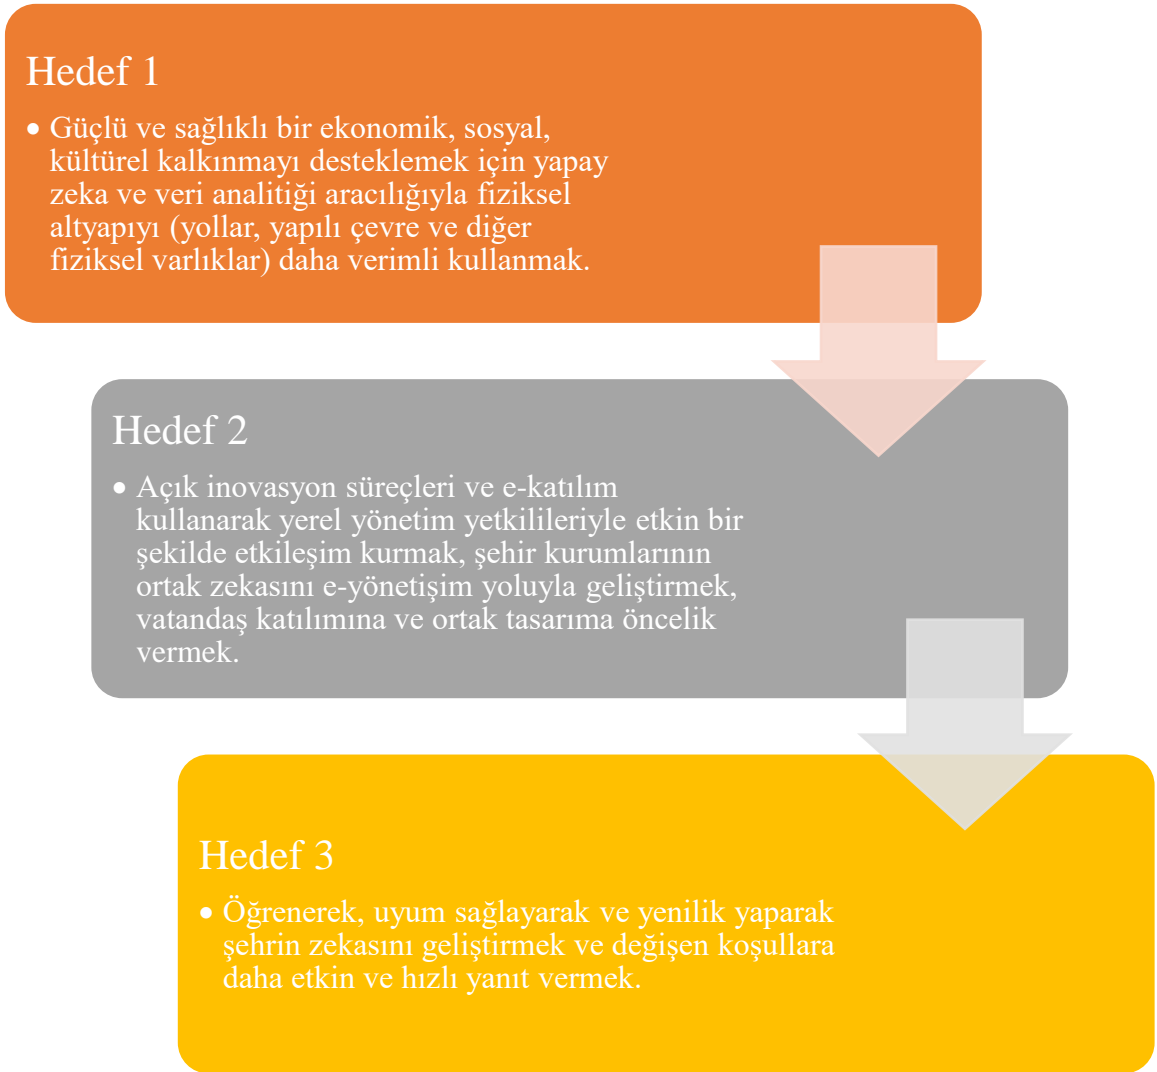 Hedef 1
• Güçlü ve sağlıklı bir ekonomik, sosyal,
kültürel kalkınmayı desteklemek için yapay
zeka ve veri analitiği aracılığıyla fiziksel
altyapıyı (yollar, yapılı çevre ve diğer
fiziksel varlıklar) daha verimli kullanmak.
Hedef 2
• Açık inovasyon süreçleri ve e-katılım
kullanarak yerel yönetim yetkilileriyle etkin bir
şekilde etkileşim kurmak, şehir kurumlarının
ortak zekasını e-yönetişim yoluyla geliştirmek,
vatandaş katılımına ve ortak tasarıma öncelik
vermek.
Hedef 3
• Öğrenerek, uyum sağlayarak ve yenilik yaparak
şehrin zekasını geliştirmek ve değişen koşullara
daha etkin ve hızlı yanıt vermek.